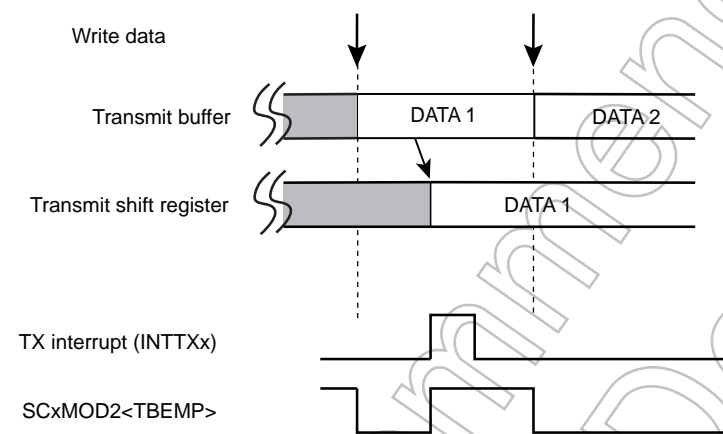 Write data
Transmit buffer
DATA 1
DATA 2
Transmit shift register
DATA 1
TX interrupt (INTTXx)
SCxMOD2<TBEMP>